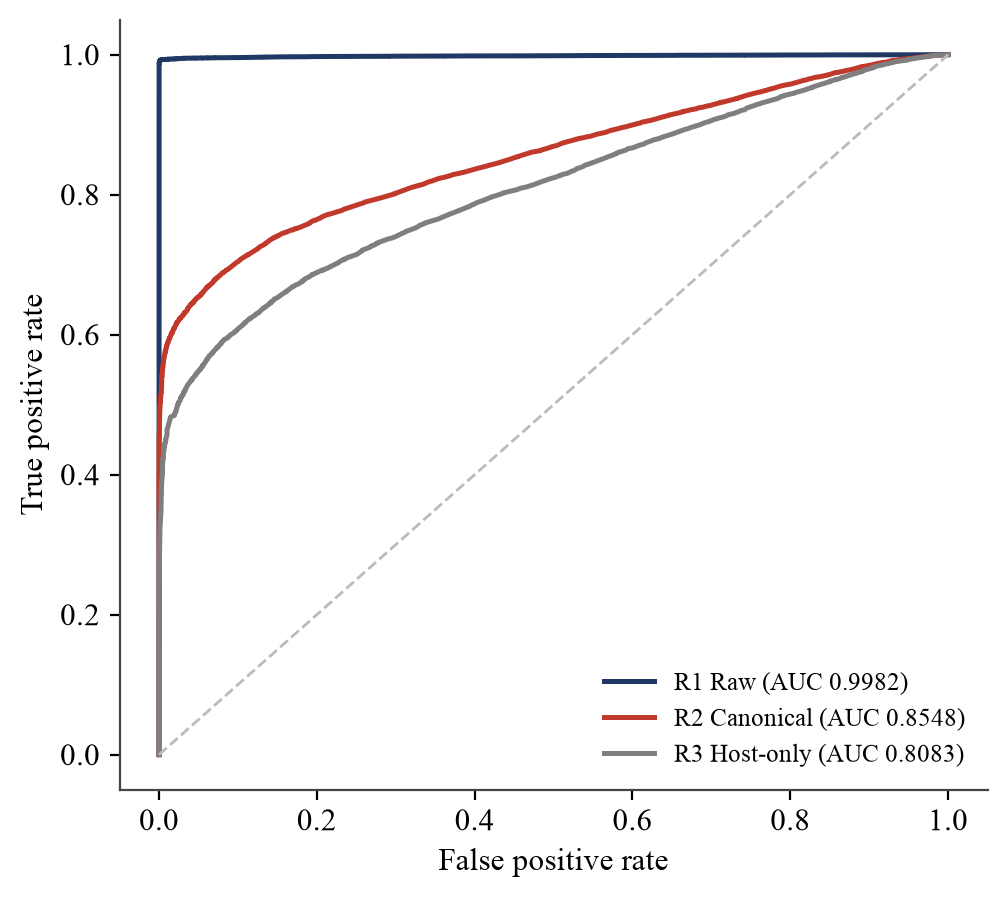 1.0
0.8
0.6
0.4
0.2
0.0
True positive rate
R1 Raw (AUC 0.9982)
R2 Canonical (AUC 0.8548)
R3 Host-only (AUC 0.8083)
0.0 0.2 0.4 0.6 0.8 1.0
False positive rate